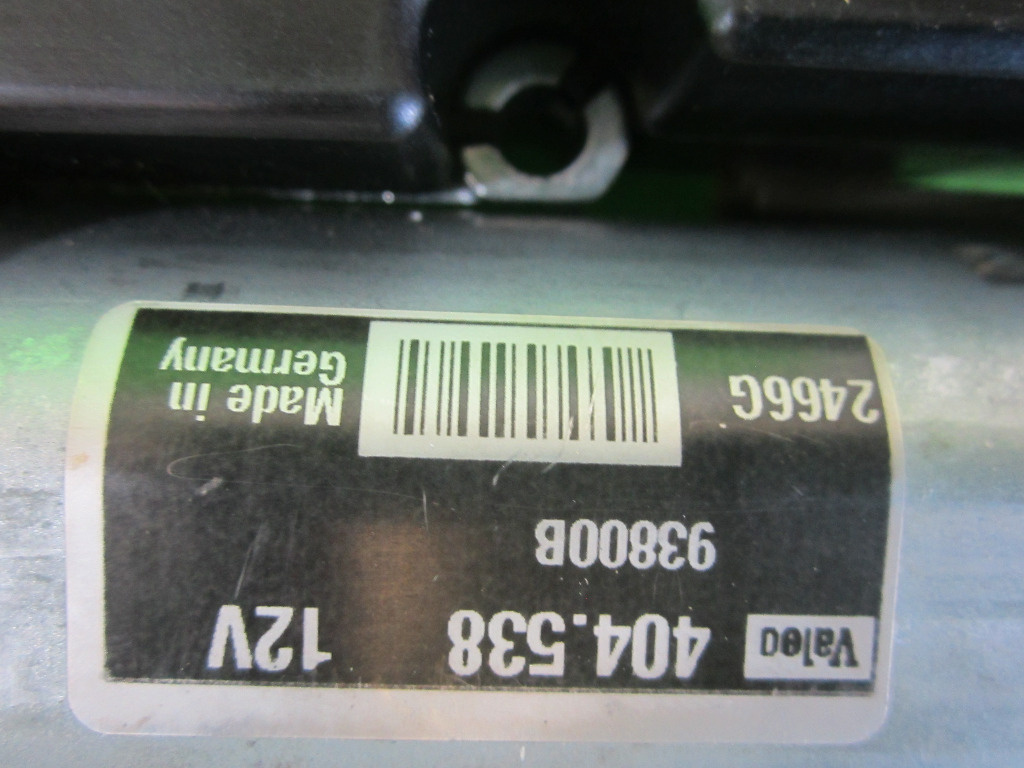 Valeo 404.538 12V
93800B
2466G
Made in
Germany